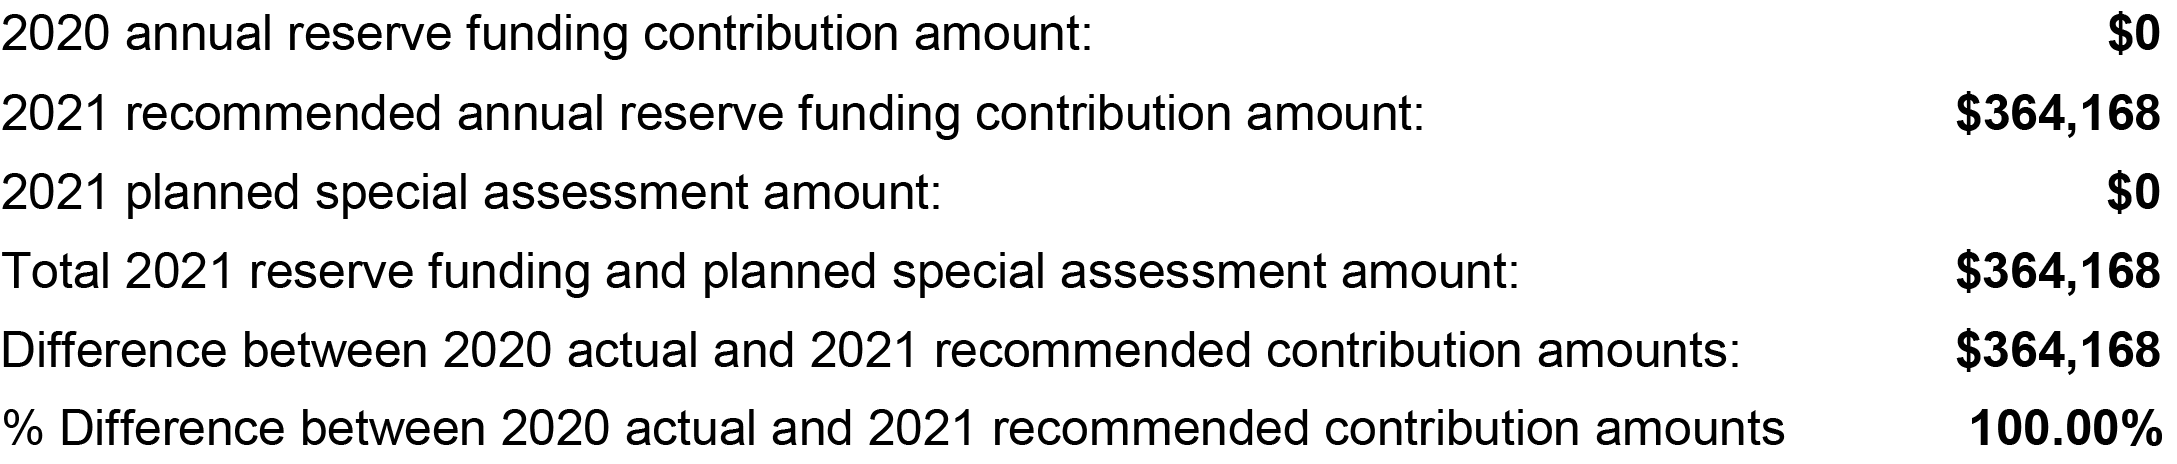 2020 annual reserve funding contribution amount: $0
2021 recommended annual reserve funding contribution amount: $364,168
2021 planned special assessment amount: $0
Total 2021 reserve funding and planned special assessment amount: $364,168
Difference between 2020 actual and 2021 recommended contribution amounts: $364,168
% Difference between 2020 actual and 2021 recommended contribution amounts 100.00%